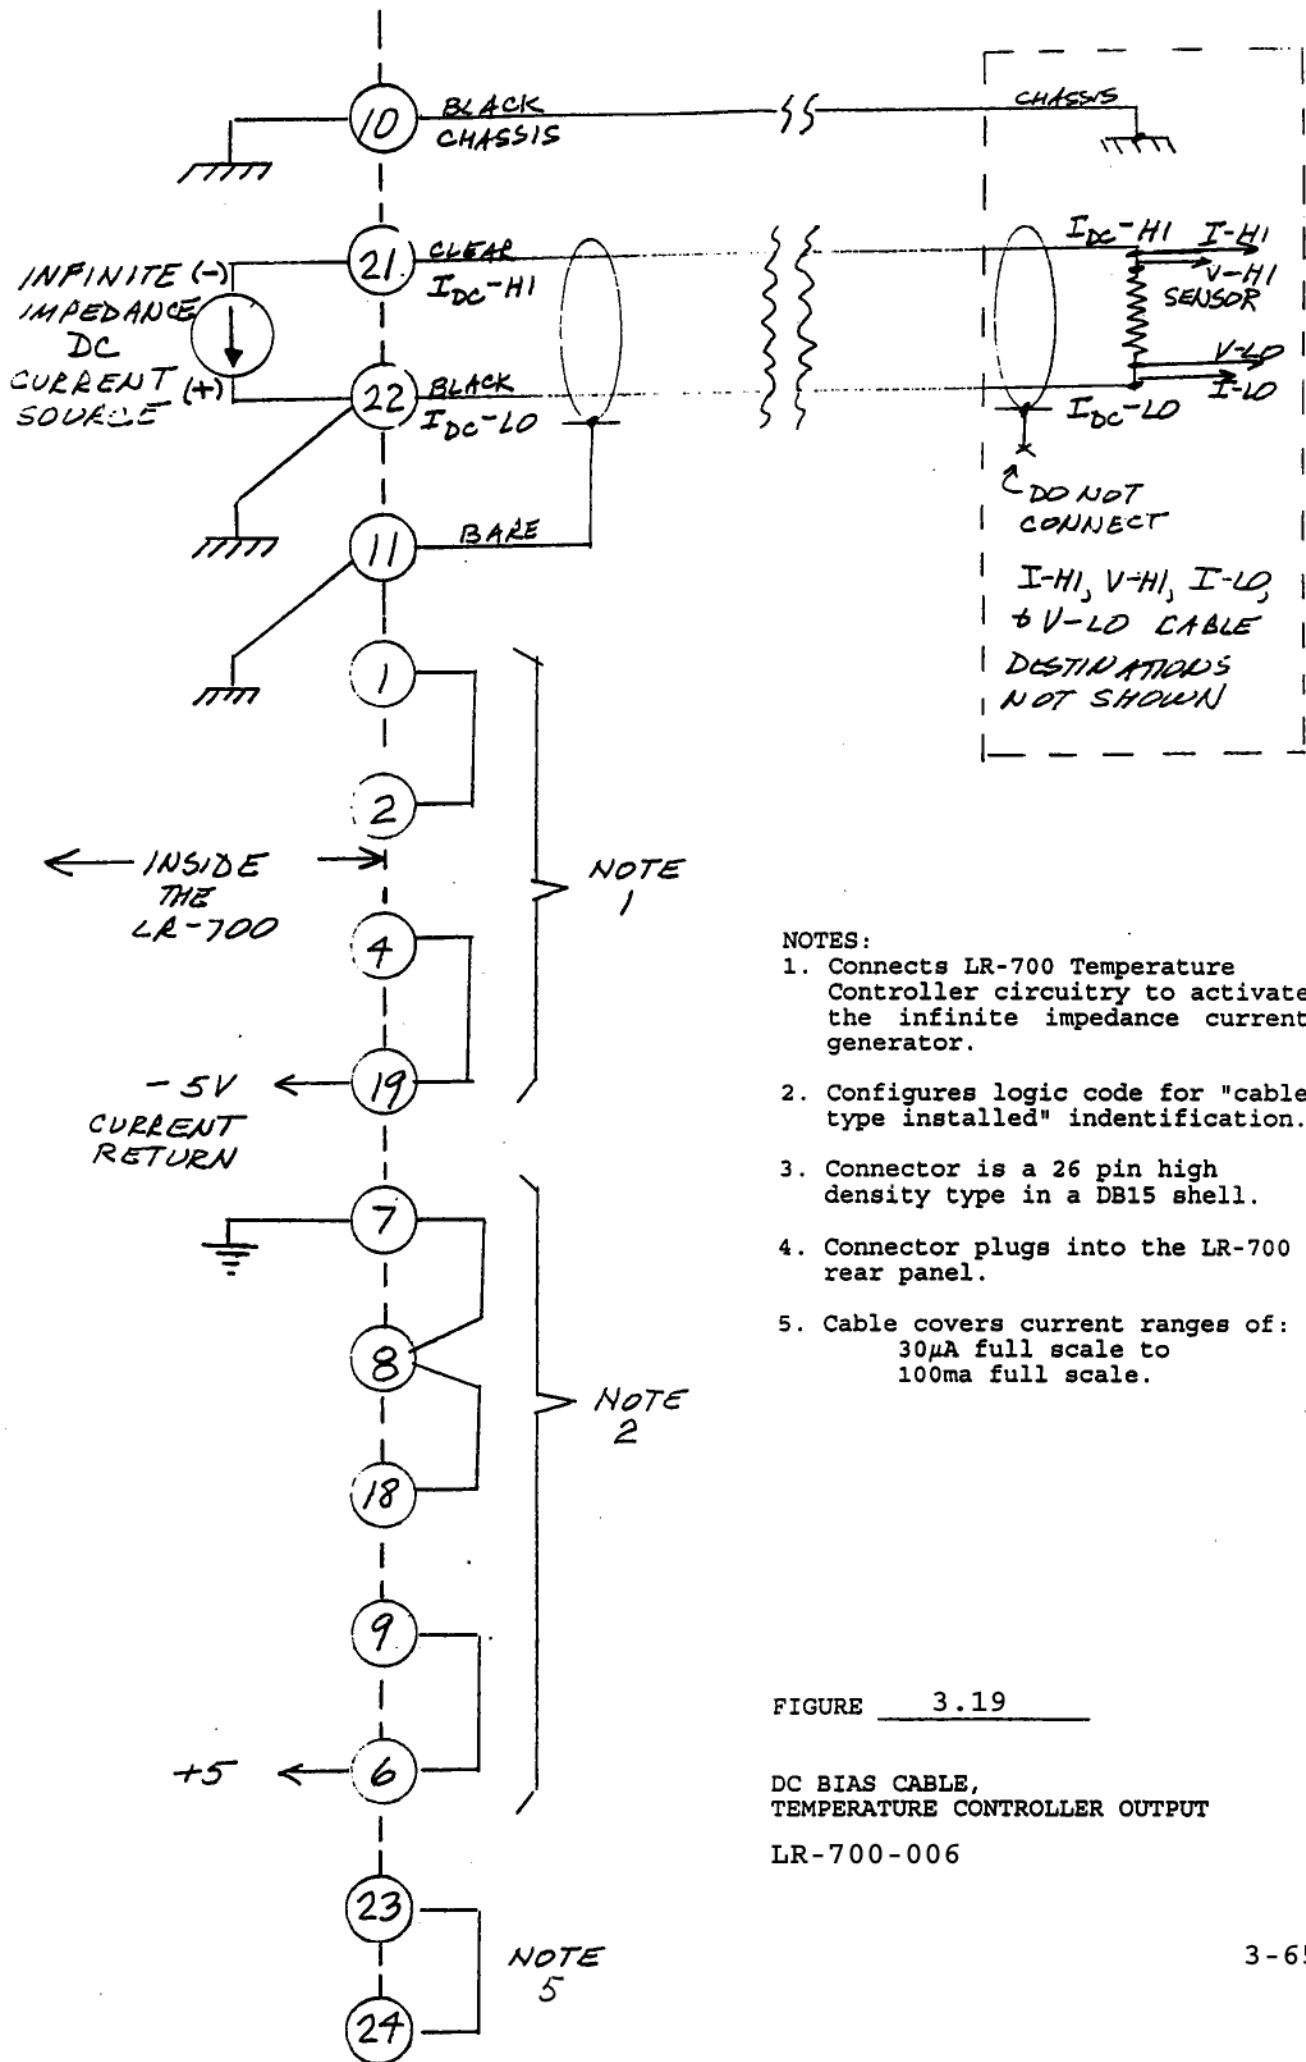 10
BLACK
CHASSIS
CHASSIS
21
CLEAR
I_DC-HI
INFINITE (-)
IMPEDANCE
DC
CURRENT (+)
SOURCE
22
BLACK
I_DC-LO
I_DC-HI
I-HI
V-HI
SENSOR
V-LO
I-LO
I_DC-LO
DO NOT
CONNECT
11
BARE
I-HI, V-HI, I-LO,
& V-LO CABLE
DESTINATIONS
NOT SHOWN
1
2
INSIDE
THE
LR-700
NOTE
1
4
19
-5V
CURRENT
RETURN
NOTES:
1. Connects LR-700 Temperature
Controller circuitry to activate
the infinite impedance current
generator.
2. Configures logic code for "cable
type installed" indentification.
3. Connector is a 26 pin high
density type in a DB15 shell.
4. Connector plugs into the LR-700
rear panel.
5. Cable covers current ranges of:
30µA full scale to
100ma full scale.
7
8
18
9
NOTE
2
+5
6
23
24
NOTE
5
FIGURE 3.19
DC BIAS CABLE,
TEMPERATURE CONTROLLER OUTPUT
LR-700-006